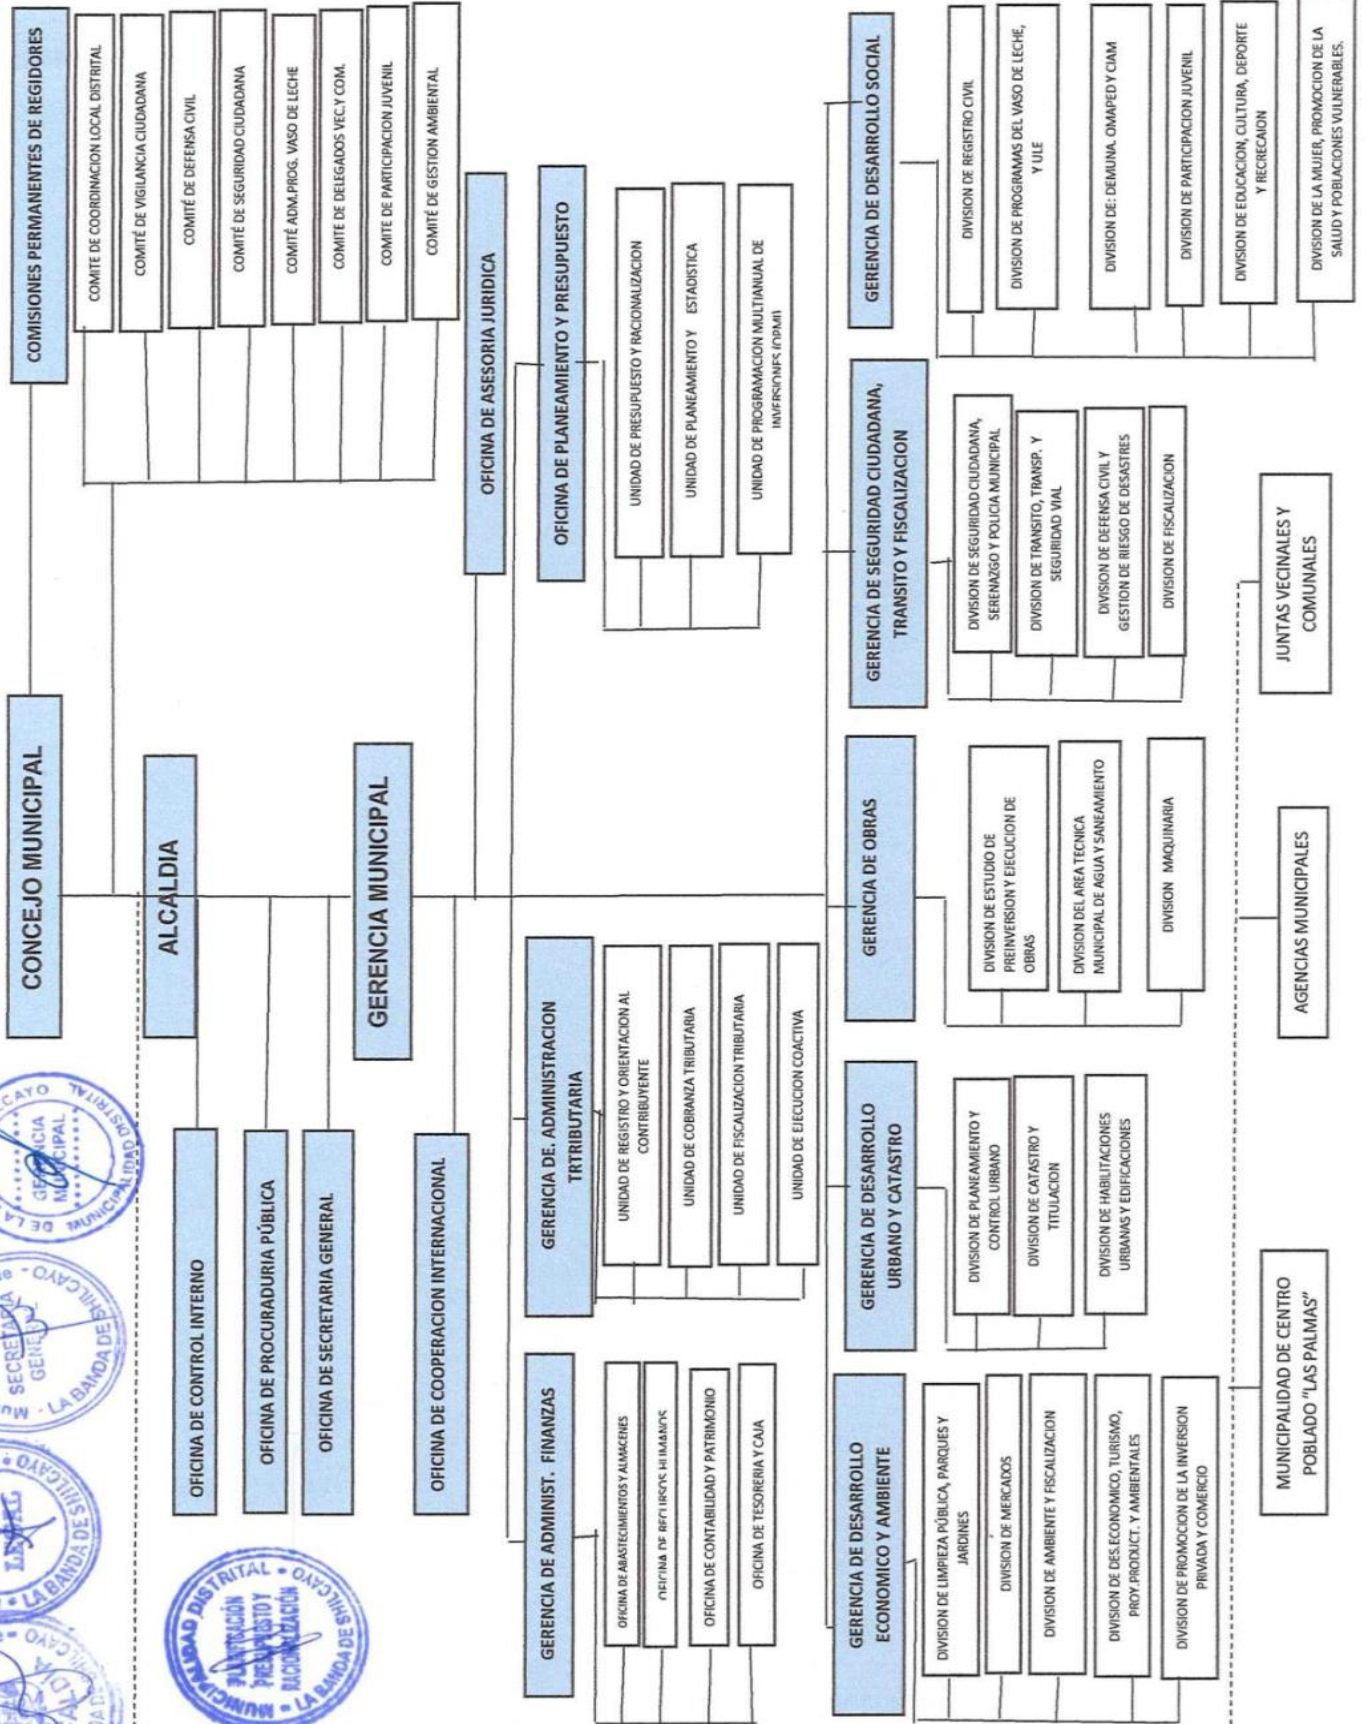 CONCEJO MUNICIPAL
COMISIONES PERMANENTES DE REGIDORES
COMITE DE COORDINACION LOCAL DISTRITAL
COMITÉ DE VIGILANCIA CIUDADANA
COMITÉ DE DEFENSA CIVIL
COMITÉ DE SEGURIDAD CIUDADANA
COMITÉ ADM.PROG. VASO DE LECHE
COMITE DE DELEGADOS VEC.Y COM.
COMITE DE PARTICIPACION JUVENIL
COMITÉ DE GESTION AMBIENTAL
ALCALDIA
OFICINA DE CONTROL INTERNO
OFICINA DE PROCURADURIA PÚBLICA
OFICINA DE SECRETARIA GENERAL
GERENCIA MUNICIPAL
OFICINA DE COOPERACION INTERNACIONAL
OFICINA DE ASESORIA JURIDICA
GERENCIA DE ADMINIST. FINANZAS
OFICINA DE ABASTECIMIENTOS Y ALMACENES
OFICINA DE RECURSOS HUMANOS
OFICINA DE CONTABILIDAD Y PATRIMONIO
OFICINA DE TESORERIA Y CAJA
GERENCIA DE. ADMINISTRACION
TRTRIBUTARIA
UNIDAD DE REGISTRO Y ORIENTACION AL
CONTRIBUYENTE
UNIDAD DE COBRANZA TRIBUTARIA
UNIDAD DE FISCALIZACION TRIBUTARIA
UNIDAD DE EJECUCION COACTIVA
OFICINA DE PLANEAMIENTO Y PRESUPUESTO
UNIDAD DE PRESUPUESTO Y RACIONALIZACION
UNIDAD DE PLANEAMIENTO Y ESTADISTICA
UNIDAD DE PROGRAMACION MULTIANUAL DE
INVERSIONES (OPMI)
GERENCIA DE DESARROLLO
ECONOMICO Y AMBIENTE
DIVISION DE LIMPIEZA PÚBLICA, PARQUES Y
JARDINES
DIVISIÓN DE MERCADOS
DIVISION DE AMBIENTE Y FISCALIZACION
DIVISION DE DES.ECONOMICO, TURISMO,
PROY.PRODUCT. Y AMBIENTALES
DIVISION DE PROMOCION DE LA INVERSION
PRIVADA Y COMERCIO
GERENCIA DE DESARROLLO
URBANO Y CATASTRO
DIVISION DE PLANEAMIENTO Y
CONTROL URBANO
DIVISION DE CATASTRO Y
TITULACION
DIVISION DE HABILITACIONES
URBANAS Y EDIFICACIONES
GERENCIA DE OBRAS
DIVISION DE ESTUDIO DE
PREINVERSION Y EJECUCION DE
OBRAS
DIVISION DEL AREA TECNICA
MUNICIPAL DE AGUA Y SANEAMIENTO
DIVISION MAQUINARIA
GERENCIA DE SEGURIDAD CIUDADANA,
TRANSITO Y FISCALIZACION
DIVISION DE SEGURIDAD CIUDADANA,
SERENAZGO Y POLICIA MUNICIPAL
DIVISION DE TRANSITO, TRANSP. Y
SEGURIDAD VIAL
DIVISION DE DEFENSA CIVIL Y
GESTION DE RIESGO DE DESASTRES
DIVISION DE FISCALIZACION
GERENCIA DE DESARROLLO SOCIAL
DIVISION DE REGISTRO CIVIL
DIVISION DE PROGRAMAS DEL VASO DE LECHE,
Y ULE
DIVISION DE: DEMUNA. OMAPED Y CIAM
DIVISION DE PARTICIPACION JUVENIL
DIVISION DE EDUCACION, CULTURA, DEPORTE
Y RECRECAION
DIVISION DE LA MUJER, PROMOCION DE LA
SALUD Y POBLACIONES VULNERABLES.
MUNICIPALIDAD DE CENTRO
POBLADO "LAS PALMAS"
AGENCIAS MUNICIPALES
JUNTAS VECINALES Y
COMUNALES
MUNICIPALIDAD DISTRITAL
PLANIFICACIÓN
PRESUPUESTO Y
RACIONALIZACIÓN
LA BANDA DE SHILCAYO
LEGAL
LA BANDA DE SHILCAYO
SECRETARIA
GENERAL
LA BANDA DE SHILCAYO
GERENCIA
MUNICIPAL
MUNICIPALIDAD DISTRITAL